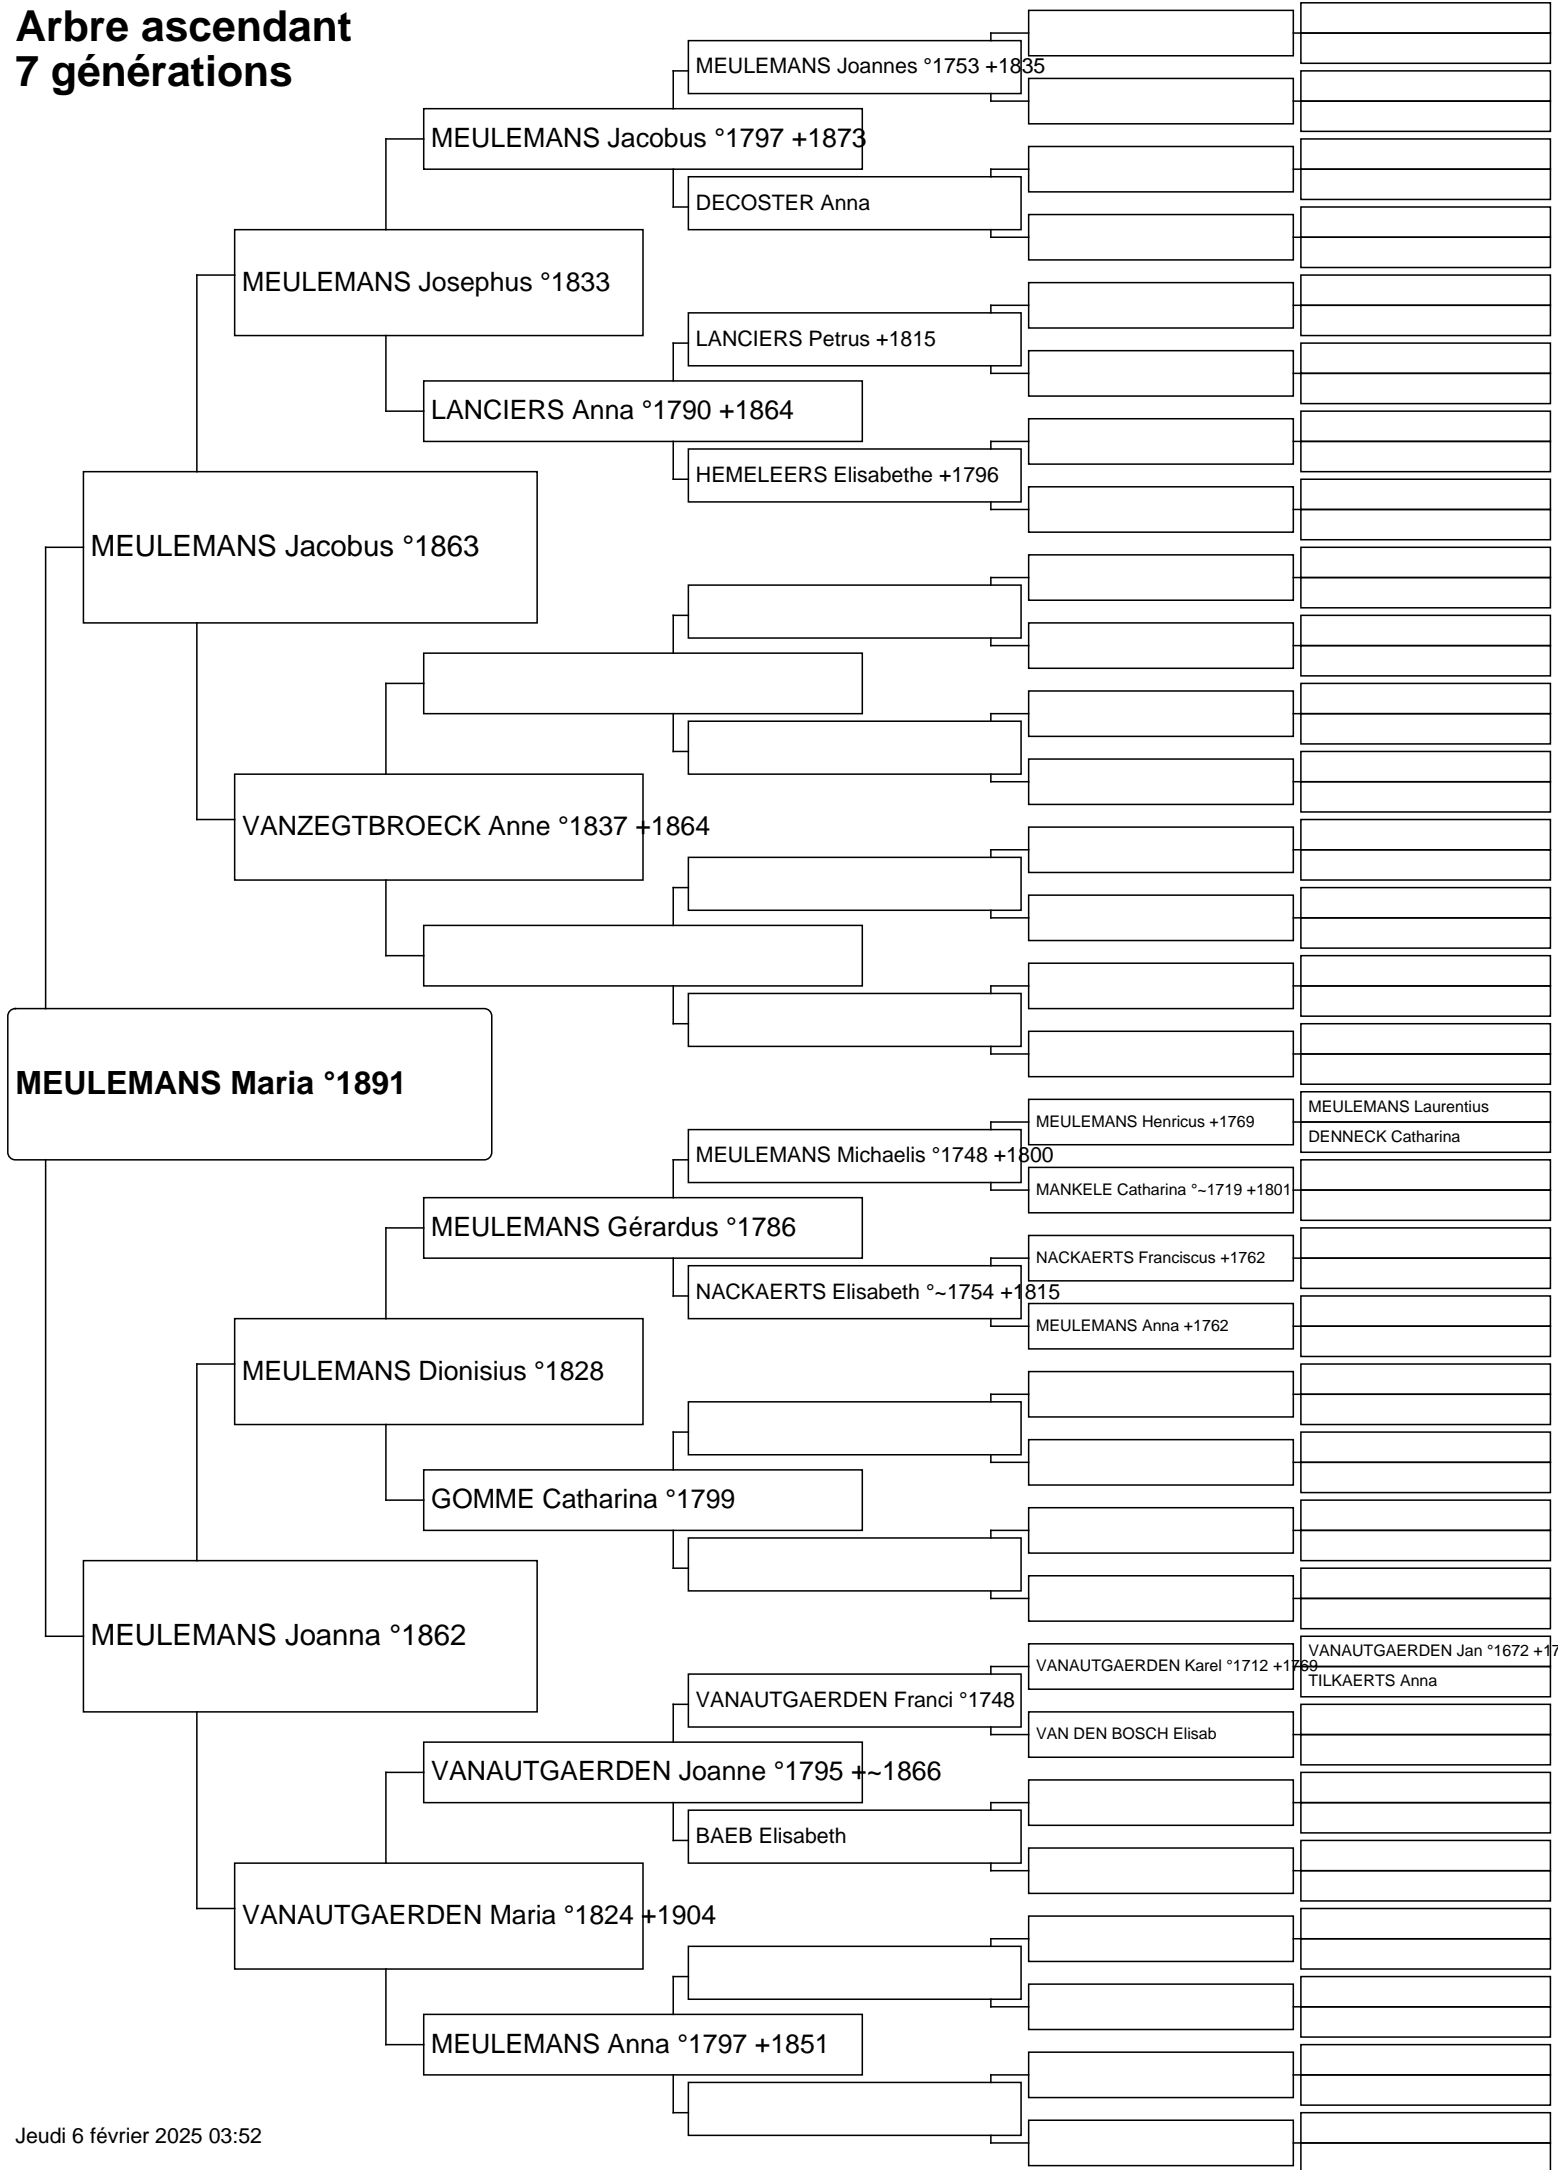 Arbre ascendant
7 générations
MEULEMANS Joannes °1753 +1835
MEULEMANS Jacobus °1797 +1873
DECOSTER Anna
MEULEMANS Josephus °1833
LANCIERS Petrus +1815
LANCIERS Anna °1790 +1864
HEMELEERS Elisabethe +1796
MEULEMANS Jacobus °1863
VANZEGTBROECK Anne °1837 +1864
MEULEMANS Maria °1891
MEULEMANS Laurentius
MEULEMANS Henricus +1769
DENNECK Catharina
MEULEMANS Michaelis °1748 +1800
MANKELE Catharina °~1719 +1801
MEULEMANS Gérardus °1786
NACKAERTS Franciscus +1762
NACKAERTS Elisabeth °~1754 +1815
MEULEMANS Anna +1762
MEULEMANS Dionisius °1828
GOMME Catharina °1799
MEULEMANS Joanna °1862
VANAUTGAERDEN Jan °1672 +17
VANAUTGAERDEN Karel °1712 +1769
TILKAERTS Anna
VANAUTGAERDEN Franci °1748
VAN DEN BOSCH Elisab
VANAUTGAERDEN Joanne °1795 +~1866
BAEB Elisabeth
VANAUTGAERDEN Maria °1824 +1904
MEULEMANS Anna °1797 +1851
Jeudi 6 février 2025 03:52